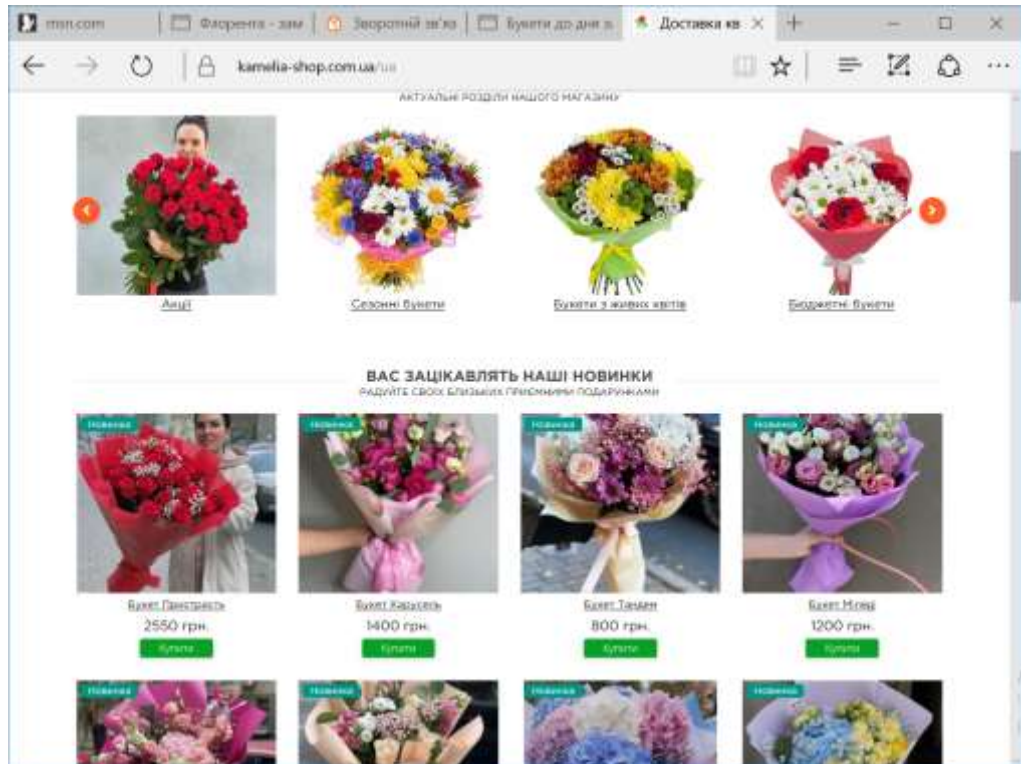 msn.com
Флорента - зам
Зворотній зв'яз
Букети до дня з
Доставка кв
kamelia-shop.com.ua/ua
АКТУАЛЬНІ РОЗДІЛИ НАШОГО МАГАЗИНУ
Акції
Сезонні букети
Букети з живих квітів
Бюджетні букети
ВАС ЗАЦІКАВЛЯТЬ НАШІ НОВИНКИ
РАДУЙТЕ СВОЇХ БЛИЗЬКИХ ПРИЄМНИМИ ПОДАРУНКАМИ
Новинка
Новинка
Новинка
Новинка
Букет Пристрасть
Букет Карусель
Букет Тандем
Букет Міледі
2550 грн.
1400 грн.
800 грн.
1200 грн.
Купити
Купити
Купити
Купити
Новинка
Новинка
Новинка
Новинка